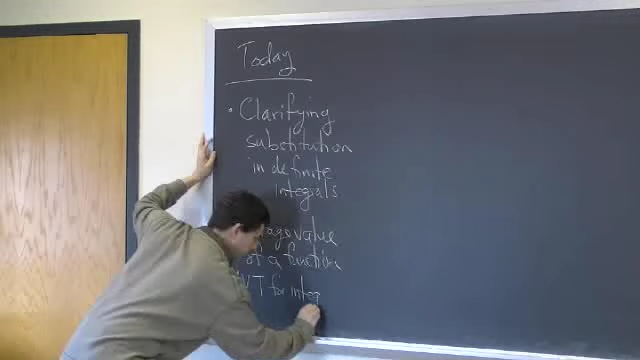 Today
• Clarifying
substitution
in definite
integrals
value
of a function
VT for integ